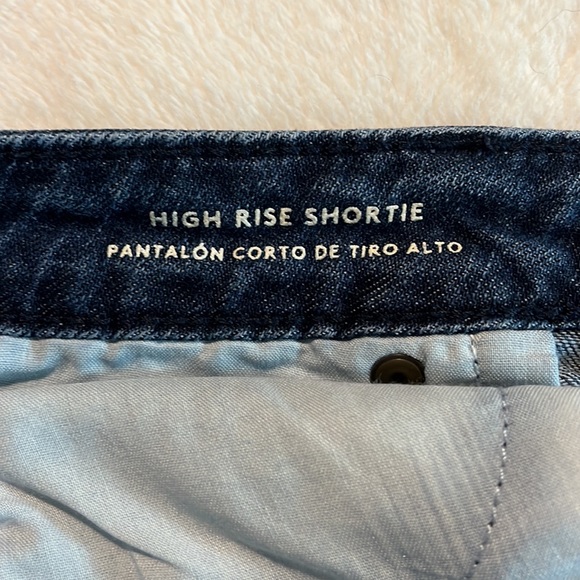 HIGH RISE SHORTIE
PANTALÓN CORTO DE TIRO ALTO